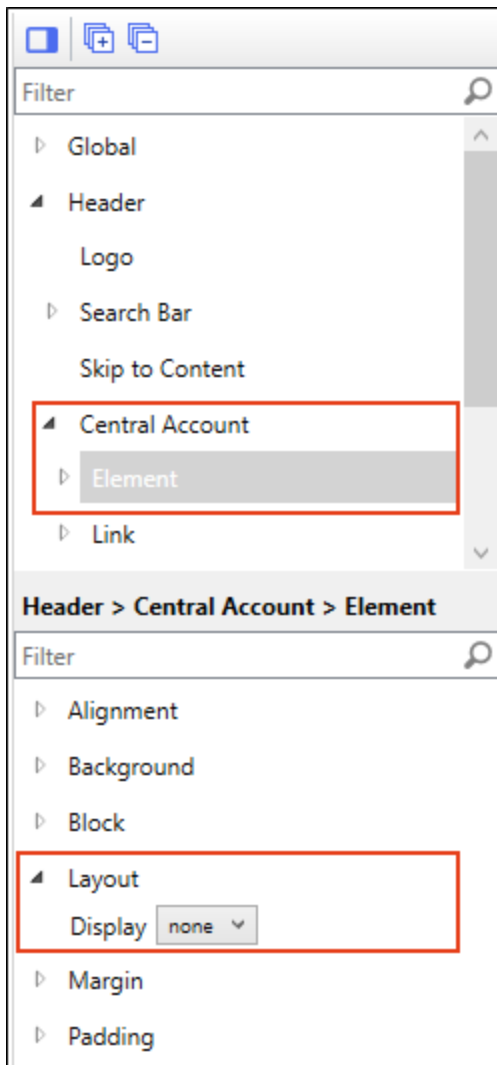 Filter
Global
Header
Logo
Search Bar
Skip to Content
Central Account
Element
Link
Header > Central Account > Element
Filter
Alignment
Background
Block
Layout
Display none
Margin
Padding